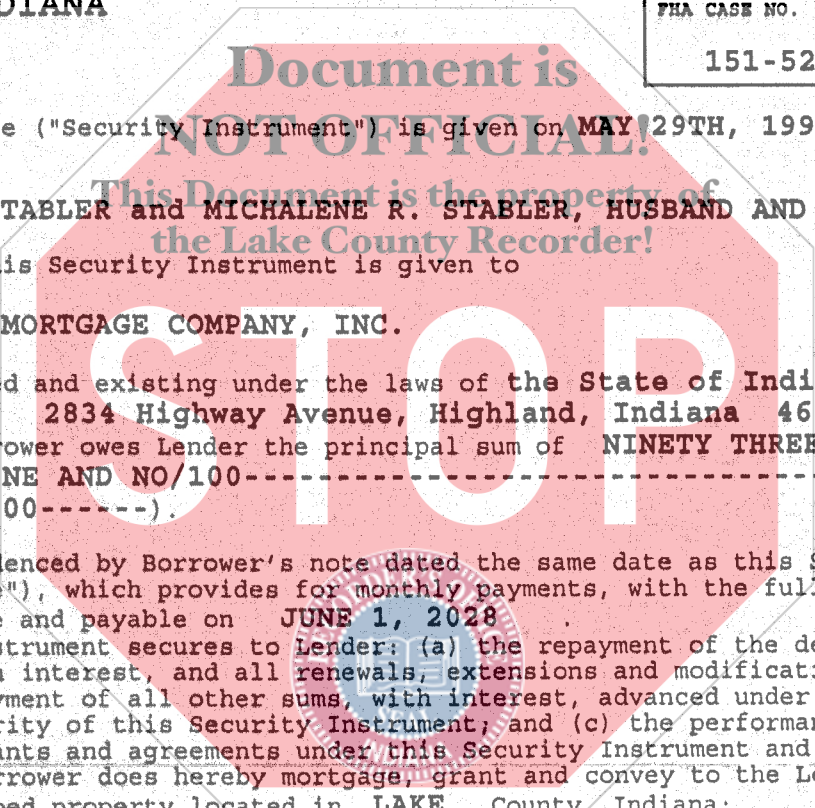 DIANA
FHA CASE NO.
151-52
Document is
e ("Security Instrument") is given on MAY 29TH, 199
NOT OFFICIAL!
This Document is the property of
TABLER and MICHALENE R. STABLER, HUSBAND AND
the Lake County Recorder!
is Security Instrument is given to
MORTGAGE COMPANY, INC.
STOP
d and existing under the laws of the State of Indi
2834 Highway Avenue, Highland, Indiana 46
rower owes Lender the principal sum of NINETY THREE
NE AND NO/100--------------------------------
00------).
enced by Borrower's note dated the same date as this S
"), which provides for monthly payments, with the full
e and payable on JUNE 1, 2028 .
strument secures to Lender: (a) the repayment of the de
interest, and all renewals, extensions and modificati
yment of all other sums, with interest, advanced under
rity of this Security Instrument; and (c) the performan
ants and agreements under this Security Instrument and
rrower does hereby mortgage, grant and convey to the Le
bed property located in LAKE County, Indiana:
RECORDER'S OFFICE
SEAL